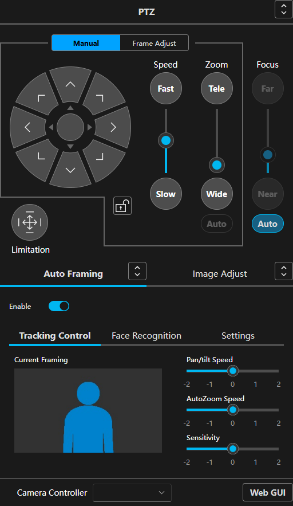 PTZ
Manual Frame Adjust
Speed Zoom Focus
Fast Tele Far
Slow Wide Near
Auto Auto
Limitation
Auto Framing Image Adjust
Enable
Tracking Control Face Recognition Settings
Current Framing Pan/tilt Speed
-2 -1 0 1 2
AutoZoom Speed
-2 -1 0 1 2
Sensitivity
-2 -1 0 1 2
Camera Controller Web GUI